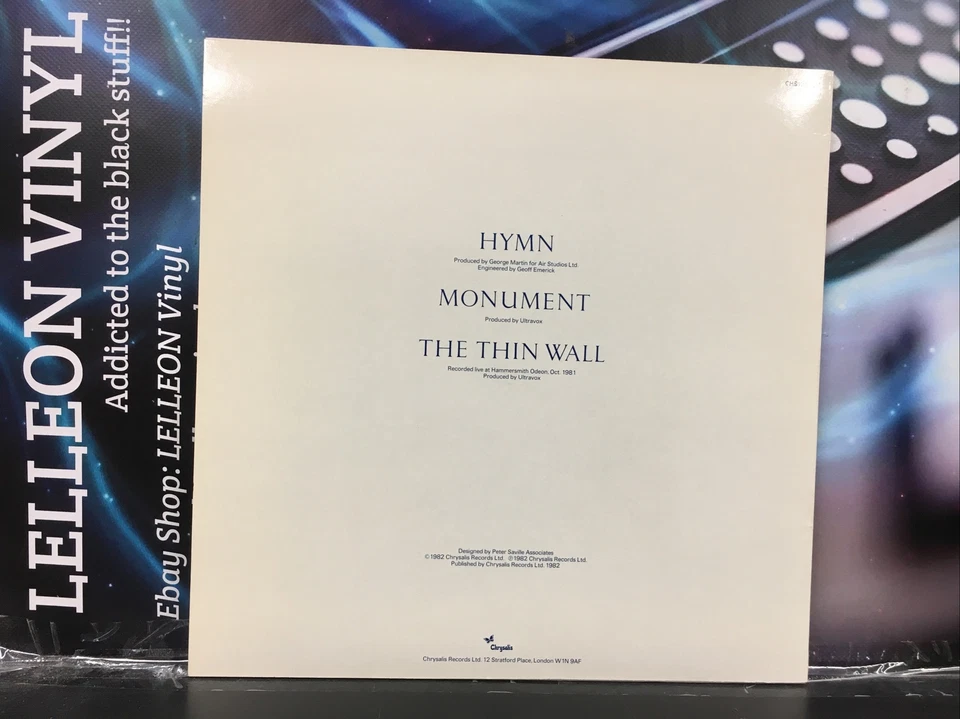 LELLEON VINYL
Addicted to the black stuff!!
Ebay Shop: LELLEON Vinyl
HYMN
Produced by George Martin for Air Studios Ltd.
Engineered by Geoff Emerick
MONUMENT
Produced by Ultravox
THE THIN WALL
Recorded live at Hammersmith Odeon, Oct. 1981
Produced by Ultravox
Designed by Peter Saville Associates
©1982 Chrysalis Records Ltd. ℗1982 Chrysalis Records Ltd.
Published by Chrysalis Records Ltd. 1982
Chrysalis
Chrysalis Records Ltd. 12 Stratford Place, London W1N 9AF